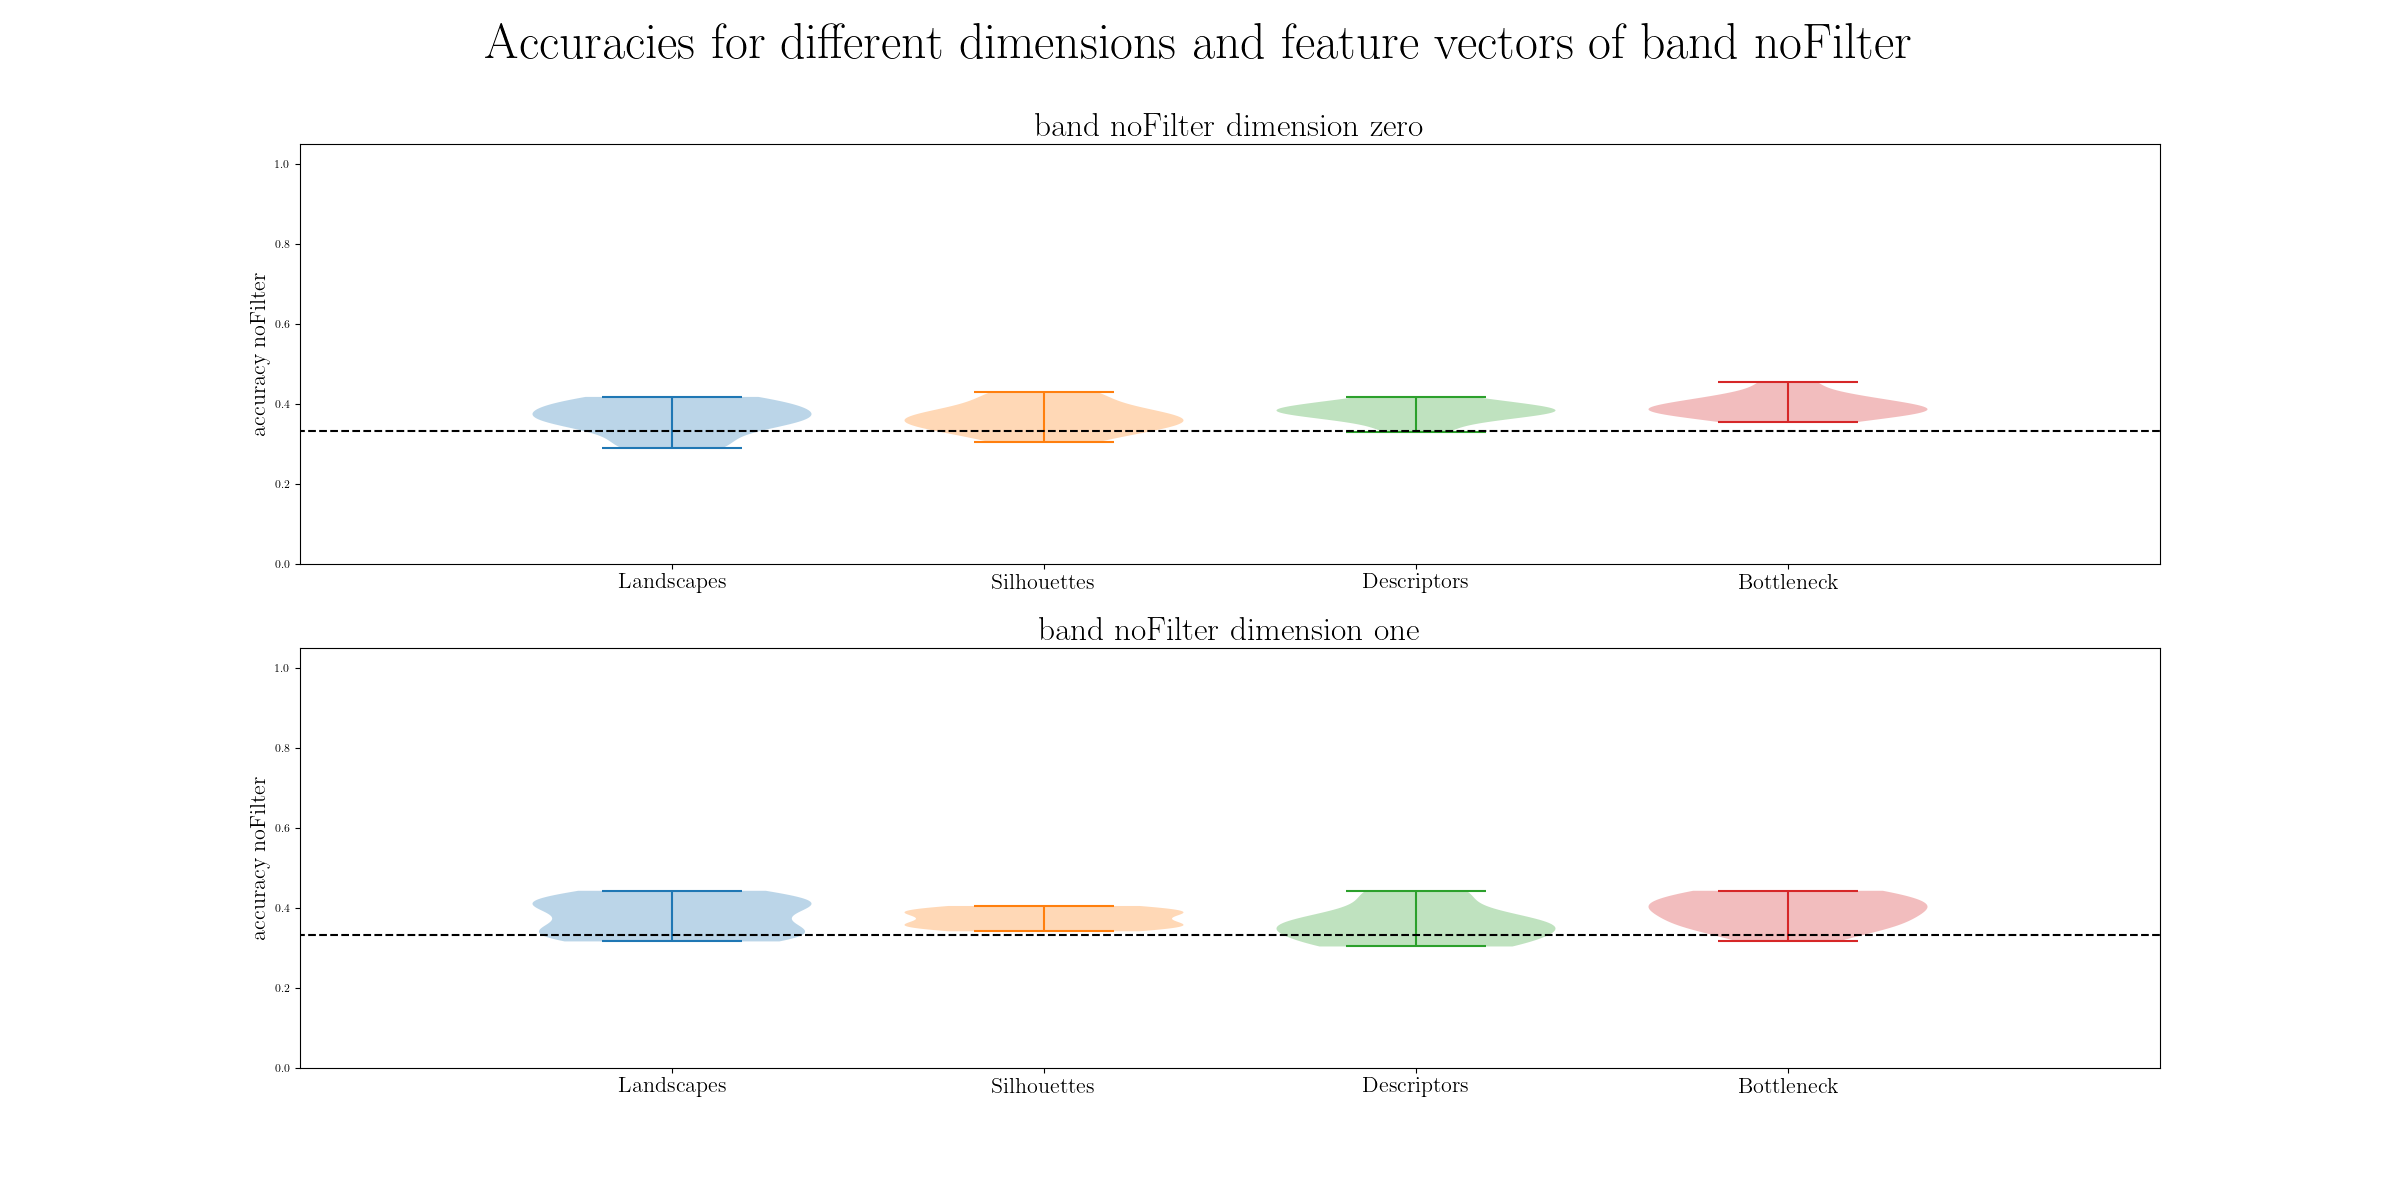 Accuracies for different dimensions and feature vectors of band noFilter
band noFilter dimension zero
accuracy noFilter
1.0
0.8
0.6
0.4
0.2
0.0
Landscapes Silhouettes Descriptors Bottleneck
band noFilter dimension one
accuracy noFilter
1.0
0.8
0.6
0.4
0.2
0.0
Landscapes Silhouettes Descriptors Bottleneck